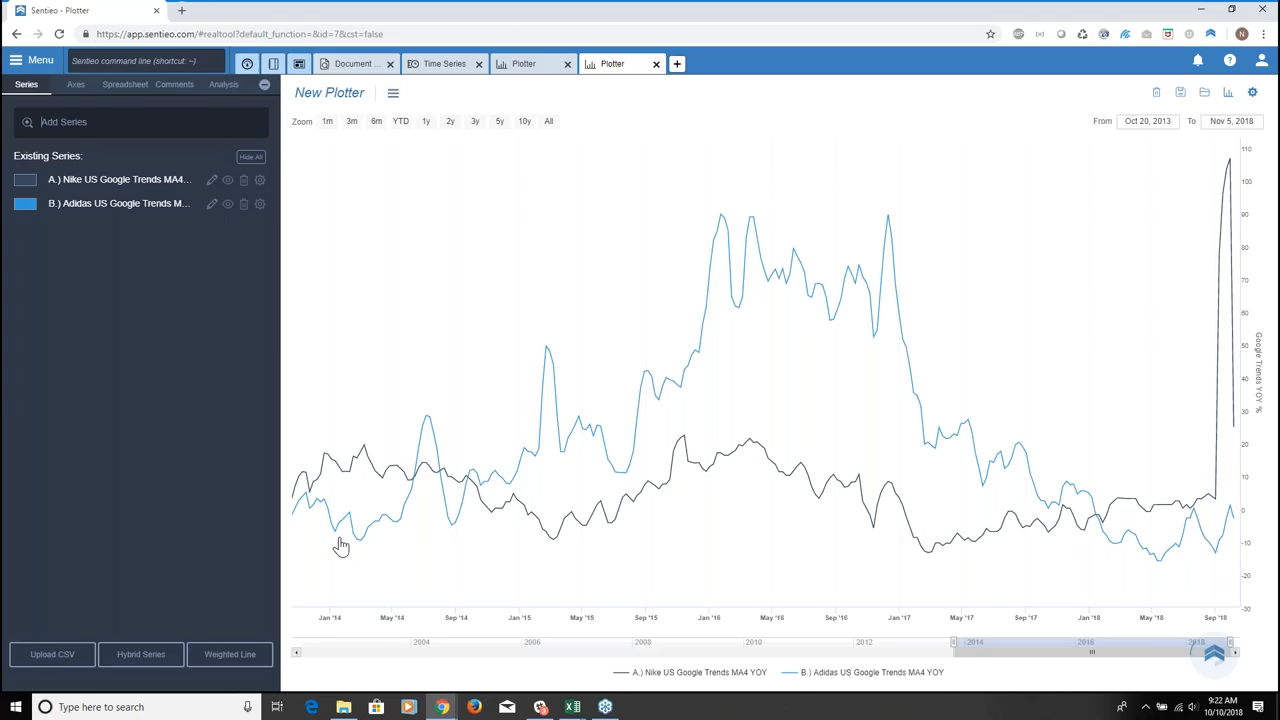 Sentieo - Plotter
https://app.sentieo.com/#realtool?default_function=&id=7&cst=false
N
Menu
Sentieo command line (shortcut: ~)
Document ...
Time Series
Plotter
Plotter
Series
Axes
Spreadsheet
Comments
Analysis
New Plotter
Add Series
Zoom 1m 3m 6m YTD 1y 2y 3y 5y 10y All
From Oct 20, 2013 To Nov 5, 2018
Existing Series:
Hide All
A.) Nike US Google Trends MA4...
B.) Adidas US Google Trends M...
110
100
90
80
70
60
50
40
30
20
10
0
-10
-20
-30
Google Trends YOY %
Jan '14 May '14 Sep '14 Jan '15 May '15 Sep '15 Jan '16 May '16 Sep '16 Jan '17 May '17 Sep '17 Jan '18 May '18 Sep '18
2004 2006 2008 2010 2012 2014 2016 2018
Upload CSV
Hybrid Series
Weighted Line
A.) Nike US Google Trends MA4 YOY
B.) Adidas US Google Trends MA4 YOY
Type here to search
9:22 AM
10/10/2018